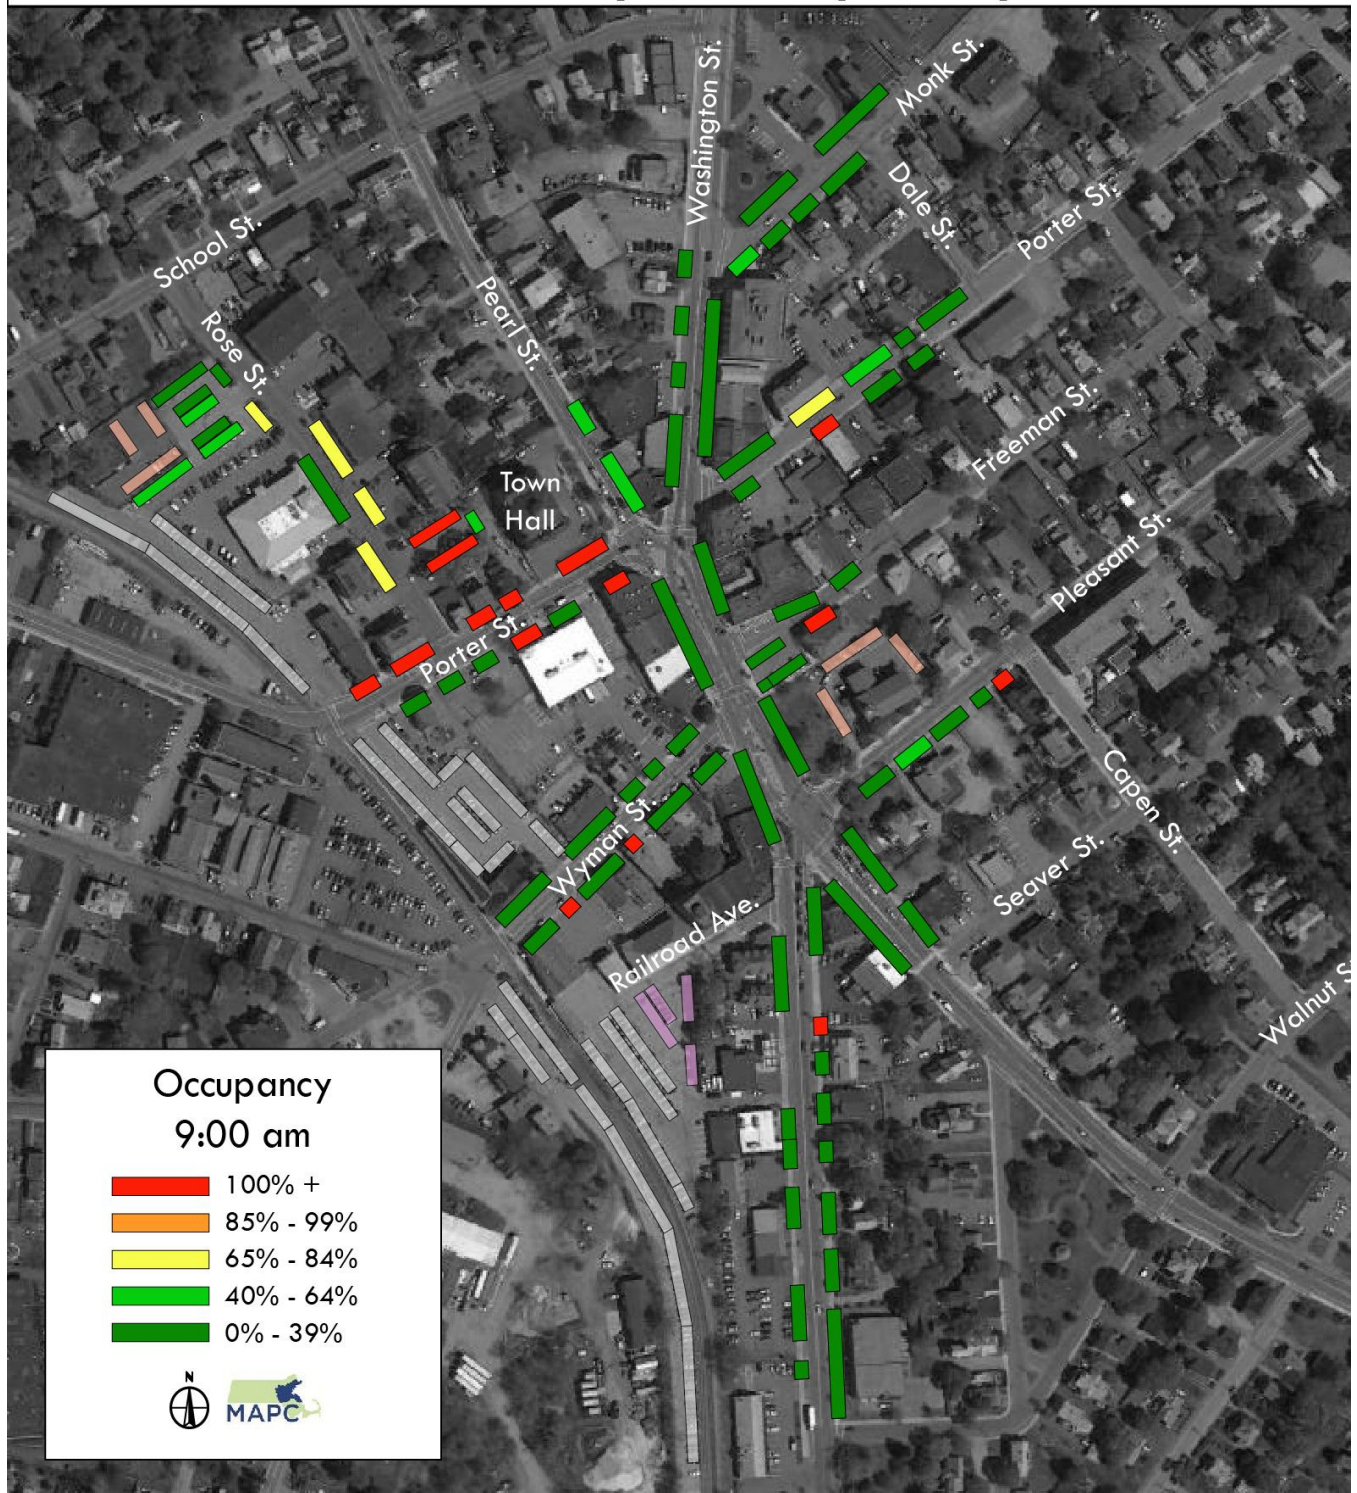 Washington St.
Monk St.
Dale St.
Porter St.
School St.
Pearl St.
Rose St.
Freeman St.
Town
Hall
Pleasant St.
Porter St.
Capen St.
Wyman St.
Seaver St.
Railroad Ave.
Walnut S
Occupancy
9:00 am
100% +
85% - 99%
65% - 84%
40% - 64%
0% - 39%
N
MAPC